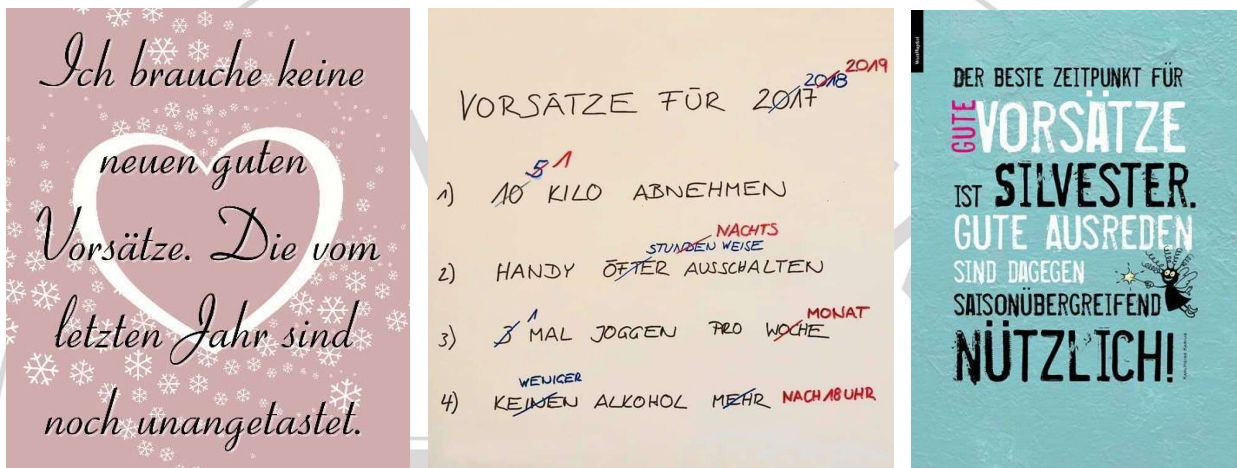 Ich brauche keine
neuen guten
Vorsätze. Die vom
letzten Jahr sind
noch unangetastet.
2019
2018
VORSÄTZE FÜR 2017
5 1
1) 10 KILO ABNEHMEN
NACHTS
STUNDEN WEISE
2) HANDY ÖFTER AUSSCHALTEN
1 MONAT
3) 3 MAL JOGGEN PRO WOCHE
WENIGER
4) KEINEN ALKOHOL MEHR NACH 18 UHR
DER BESTE ZEITPUNKT FÜR
GUTE VORSÄTZE
IST SILVESTER.
GUTE AUSREDEN
SIND DAGEGEN
SAISONÜBERGREIFEND
NÜTZLICH!